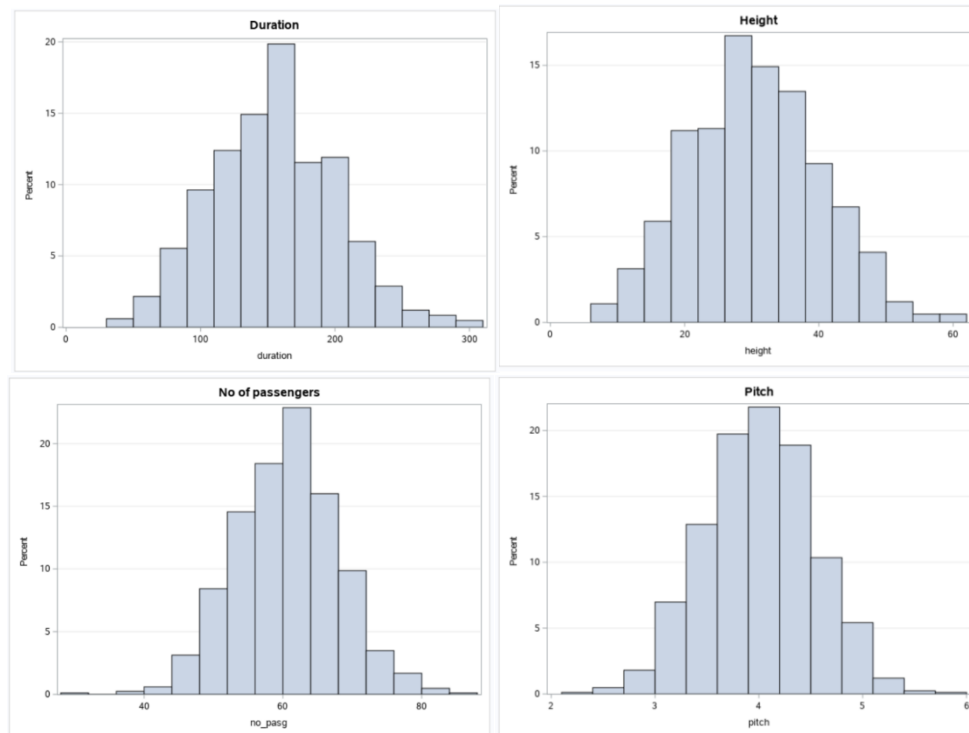 Duration
20
15
10
5
0
Percent
0 100 200 300
duration
Height
15
10
5
0
Percent
0 20 40 60
height
No of passengers
20
15
10
5
0
Percent
40 60 80
no_pasg
Pitch
20
15
10
5
0
Percent
2 3 4 5 6
pitch